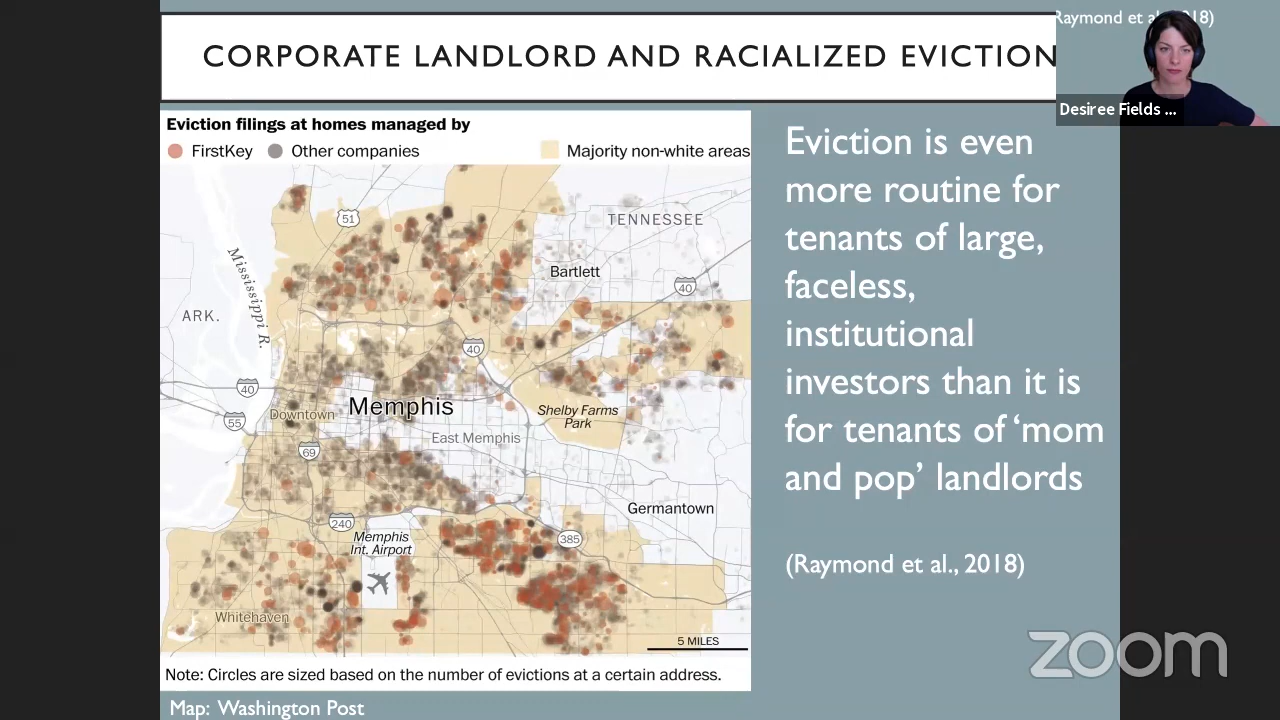 Raymond et al., 2018)
CORPORATE LANDLORD AND RACIALIZED EVICTION
Desiree Fields ...
Eviction filings at homes managed by
FirstKey
Other companies
Majority non-white areas
51
TENNESSEE
Mississippi R.
Bartlett
40
ARK.
40
40
Downtown
Memphis
Shelby Farms
Park
55
East Memphis
69
240
Germantown
Memphis
Int. Airport
385
Whitehaven
5 MILES
Note: Circles are sized based on the number of evictions at a certain address.
Map: Washington Post
Eviction is even
more routine for
tenants of large,
faceless,
institutional
investors than it is
for tenants of ‘mom
and pop’ landlords
(Raymond et al., 2018)
zoom